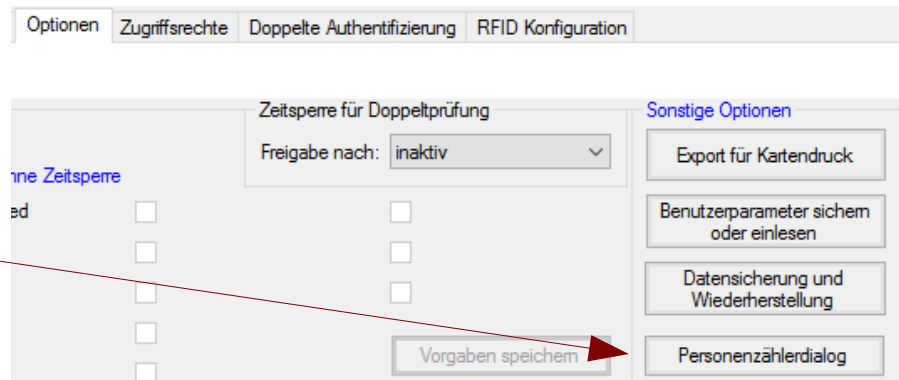 Optionen Zugriffsrechte Doppelte Authentifizierung RFID Konfiguration
Zeitsperre für Doppeltprüfung
Freigabe nach: inaktiv
hne Zeitsperre
ed
Vorgaben speichern
Sonstige Optionen
Export für Kartendruck
Benutzerparameter sichern
oder einlesen
Datensicherung und
Wiederherstellung
Personenzählerdialog